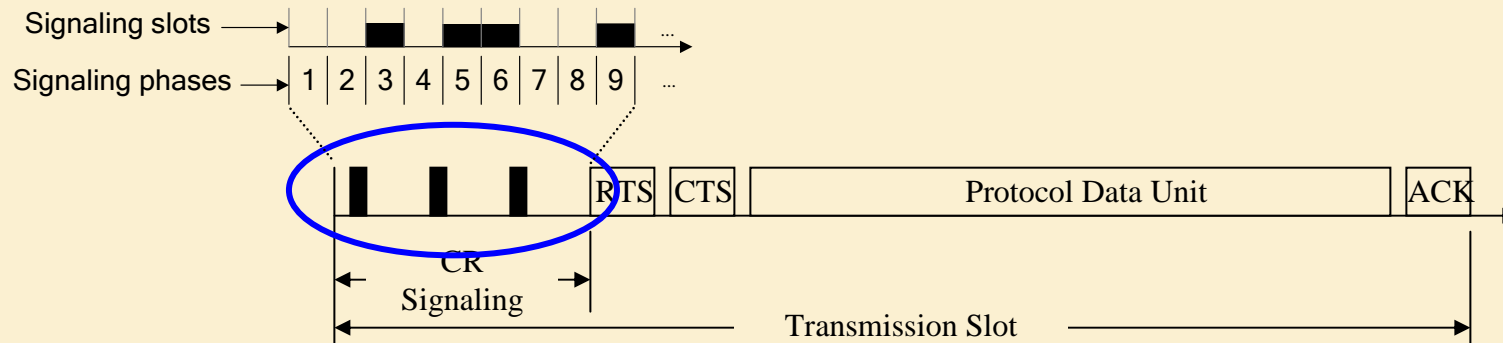 Signaling slots
...
Signaling phases 1 2 3 4 5 6 7 8 9 ...
RTS CTS Protocol Data Unit ACK
CR
Signaling
Transmission Slot